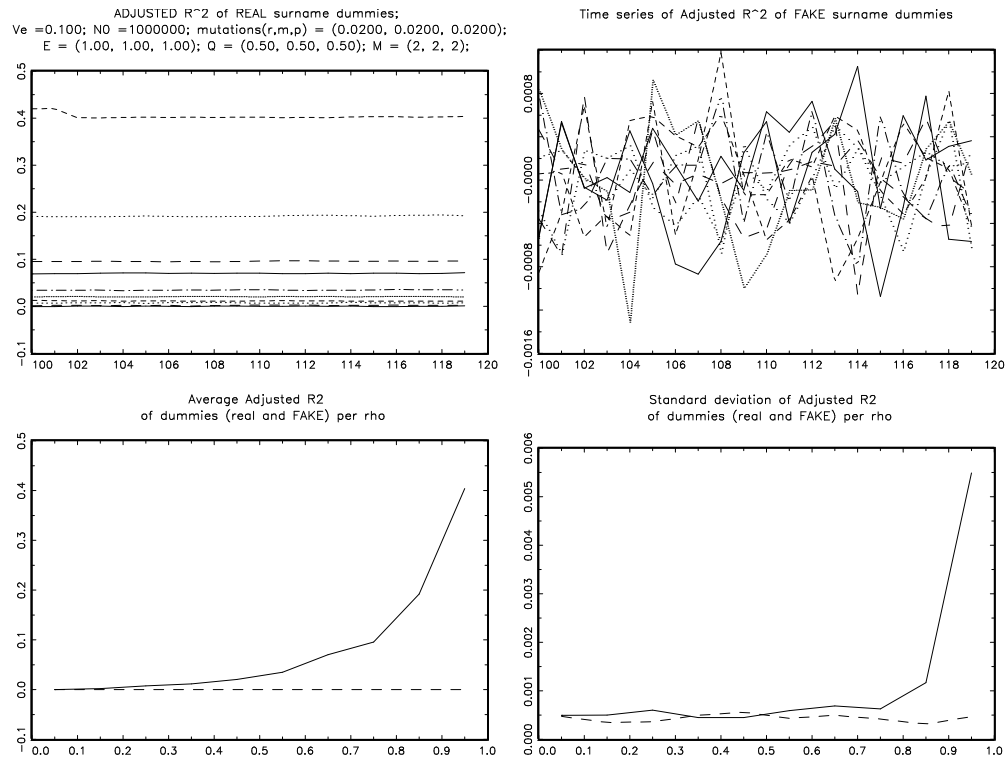 ADJUSTED R^2 of REAL surname dummies;
Ve =0.100; N0 =1000000; mutations(r,m,p) = (0.0200, 0.0200, 0.0200);
E = (1.00, 1.00, 1.00); Q = (0.50, 0.50, 0.50); M = (2, 2, 2);
0.5
0.4
0.3
0.2
0.1
0.0
−0.1
100 102 104 106 108 110 112 114 116 118 120
Time series of Adjusted R^2 of FAKE surname dummies
0.0008
−0.0000
−0.0008
−0.0016
100 102 104 106 108 110 112 114 116 118 120
Average Adjusted R2
of dummies (real and FAKE) per rho
0.5
0.4
0.3
0.2
0.1
0.0
−0.1
0.0 0.1 0.2 0.3 0.4 0.5 0.6 0.7 0.8 0.9 1.0
Standard deviation of Adjusted R2
of dummies (real and FAKE) per rho
0.006
0.005
0.004
0.003
0.002
0.001
0.000
0.0 0.1 0.2 0.3 0.4 0.5 0.6 0.7 0.8 0.9 1.0